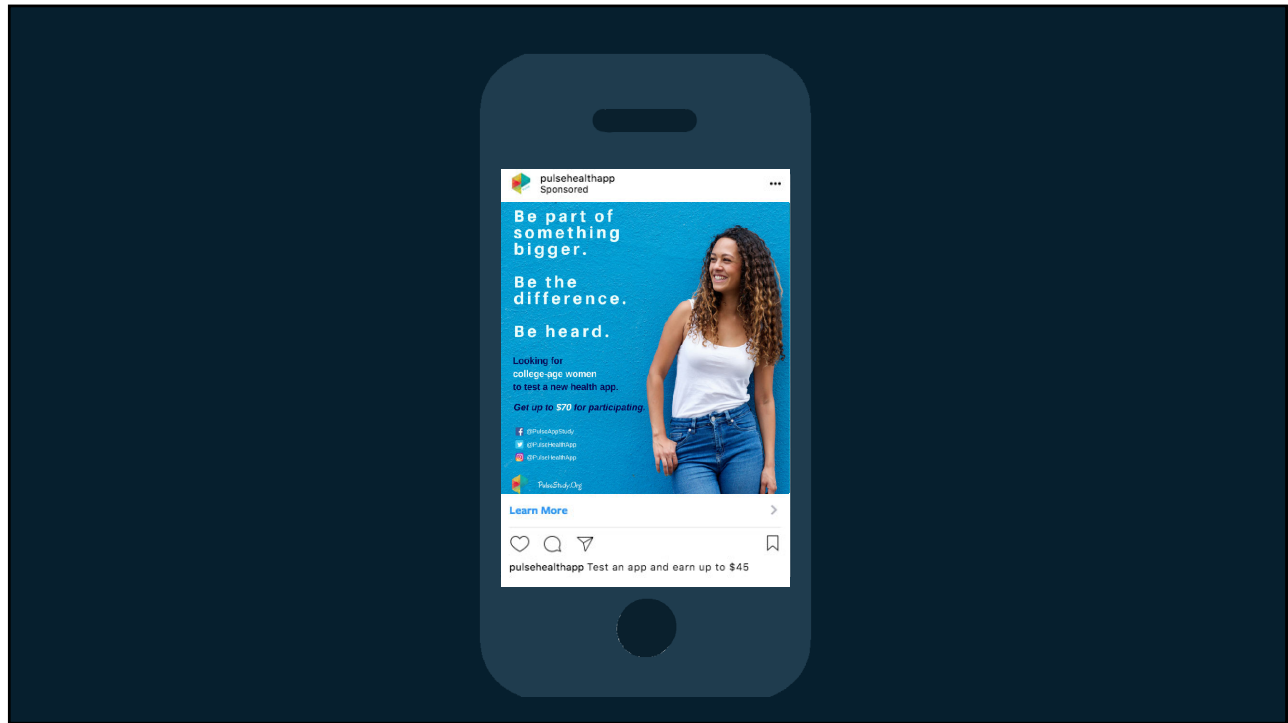 pulsehealthapp
Sponsored
Be part of
something
bigger.
Be the
difference.
Be heard.
Looking for
college-age women
to test a new health app.
Get up to $70 for participating.
@PulseAppStudy
@PulseHealthApp
@PulseHealthApp
PulseStudy.Org
Learn More
pulsehealthapp Test an app and earn up to $45